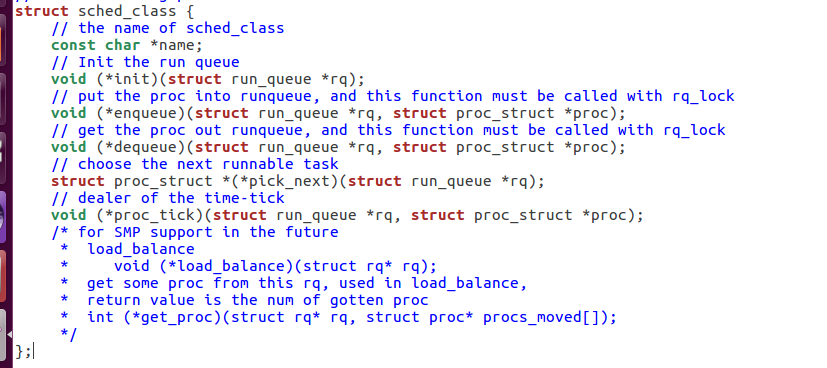 struct sched_class {
    // the name of sched_class
    const char *name;
    // Init the run queue
    void (*init)(struct run_queue *rq);
    // put the proc into runqueue, and this function must be called with rq_lock
    void (*enqueue)(struct run_queue *rq, struct proc_struct *proc);
    // get the proc out runqueue, and this function must be called with rq_lock
    void (*dequeue)(struct run_queue *rq, struct proc_struct *proc);
    // choose the next runnable task
    struct proc_struct *(*pick_next)(struct run_queue *rq);
    // dealer of the time-tick
    void (*proc_tick)(struct run_queue *rq, struct proc_struct *proc);
    /* for SMP support in the future
     *  load_balance
     *     void (*load_balance)(struct rq* rq);
     *  get some proc from this rq, used in load_balance,
     *  return value is the num of gotten proc
     *  int (*get_proc)(struct rq* rq, struct proc* procs_moved[]);
     */
};